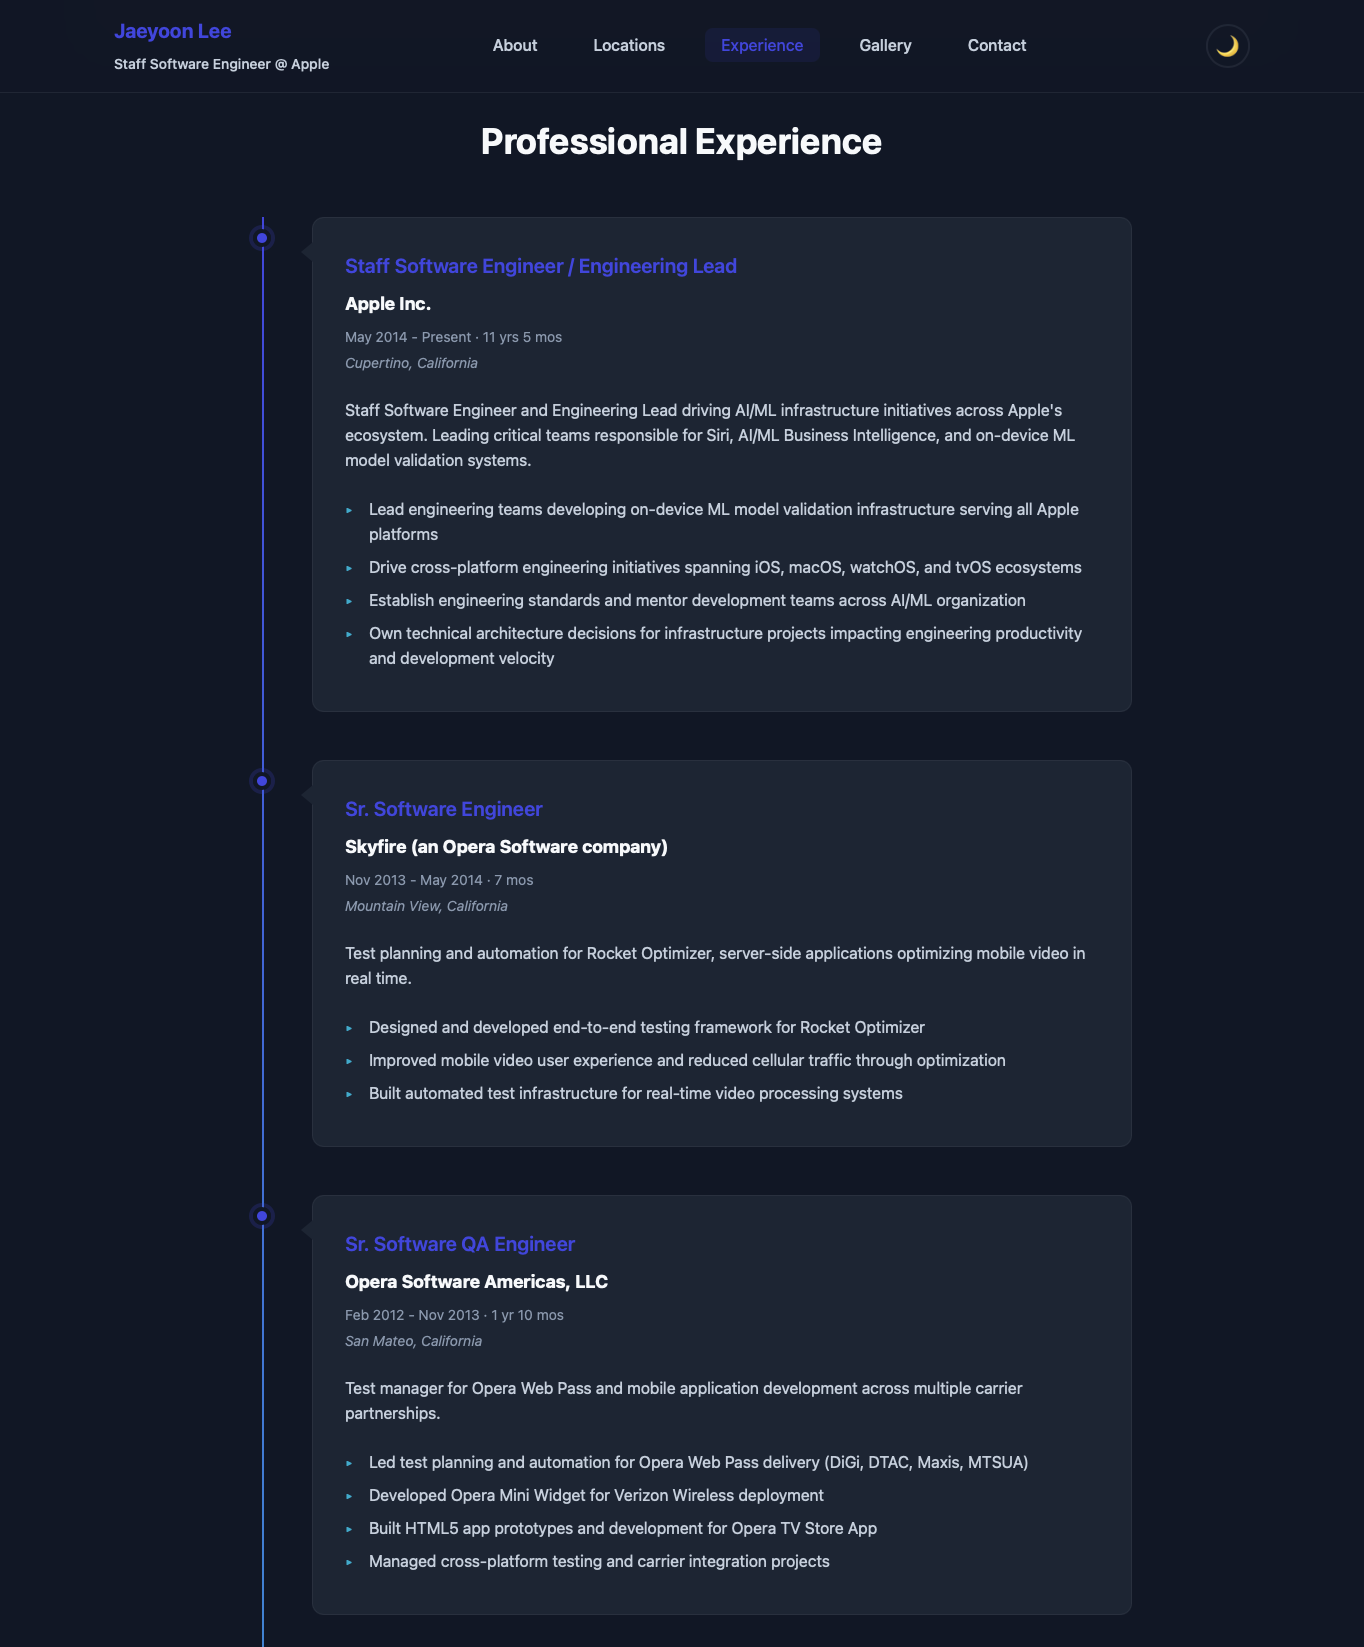 Jaeyoon Lee
Staff Software Engineer @ Apple
About
Locations
Experience
Gallery
Contact
Professional Experience
Staff Software Engineer / Engineering Lead
Apple Inc.
May 2014 - Present · 11 yrs 5 mos
Cupertino, California
Staff Software Engineer and Engineering Lead driving AI/ML infrastructure initiatives across Apple's
ecosystem. Leading critical teams responsible for Siri, AI/ML Business Intelligence, and on-device ML
model validation systems.
▸ Lead engineering teams developing on-device ML model validation infrastructure serving all Apple
platforms
▸ Drive cross-platform engineering initiatives spanning iOS, macOS, watchOS, and tvOS ecosystems
▸ Establish engineering standards and mentor development teams across AI/ML organization
▸ Own technical architecture decisions for infrastructure projects impacting engineering productivity
and development velocity
Sr. Software Engineer
Skyfire (an Opera Software company)
Nov 2013 - May 2014 · 7 mos
Mountain View, California
Test planning and automation for Rocket Optimizer, server-side applications optimizing mobile video in
real time.
▸ Designed and developed end-to-end testing framework for Rocket Optimizer
▸ Improved mobile video user experience and reduced cellular traffic through optimization
▸ Built automated test infrastructure for real-time video processing systems
Sr. Software QA Engineer
Opera Software Americas, LLC
Feb 2012 - Nov 2013 · 1 yr 10 mos
San Mateo, California
Test manager for Opera Web Pass and mobile application development across multiple carrier
partnerships.
▸ Led test planning and automation for Opera Web Pass delivery (DiGi, DTAC, Maxis, MTSUA)
▸ Developed Opera Mini Widget for Verizon Wireless deployment
▸ Built HTML5 app prototypes and development for Opera TV Store App
▸ Managed cross-platform testing and carrier integration projects